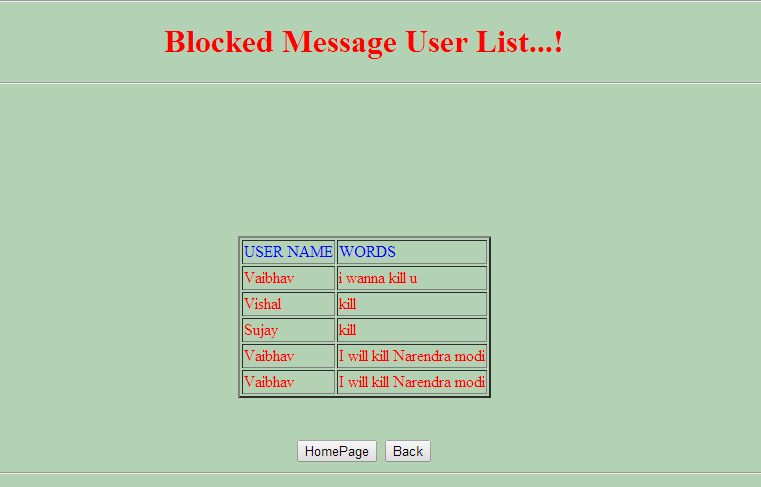 Blocked Message User List...!
USER NAME WORDS
Vaibhav i wanna kill u
Vishal kill
Sujay kill
Vaibhav I will kill Narendra modi
Vaibhav I will kill Narendra modi
HomePage Back